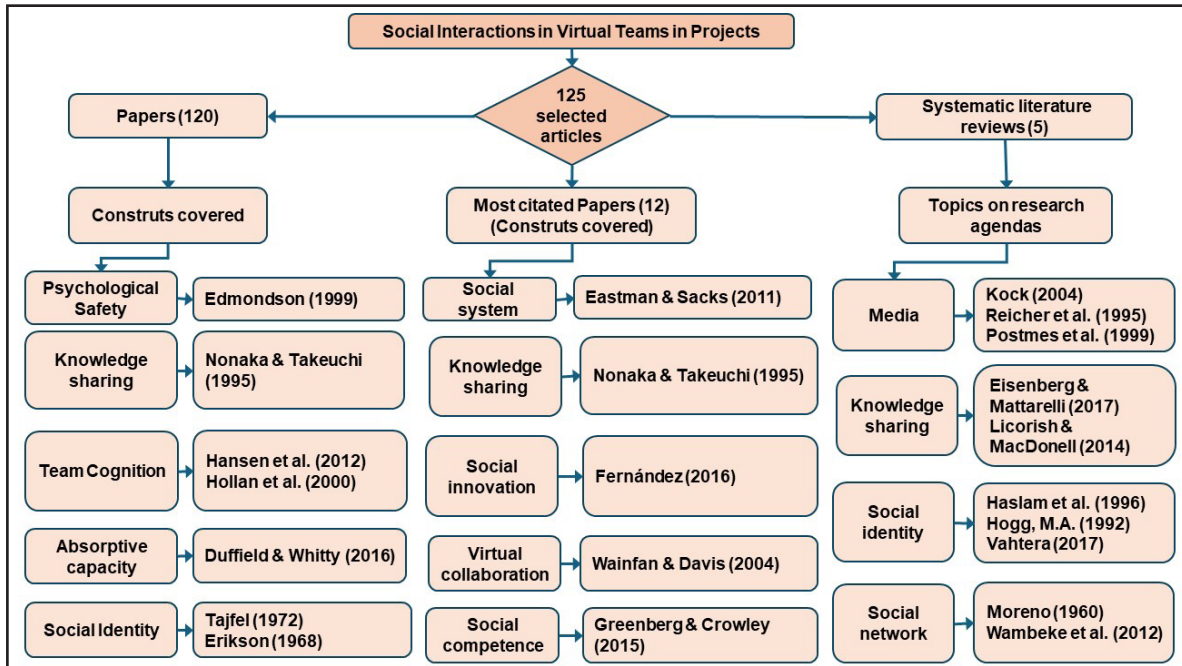 Social Interactions in Virtual Teams in Projects
125
selected
articles
Papers (120)
Systematic literature
reviews (5)
Construts covered
Most citated Papers (12)
(Constructs covered)
Topics on research
agendas
Psychological
Safety
Edmondson (1999)
Knowledge
sharing
Nonaka & Takeuchi
(1995)
Team Cognition
Hansen et al. (2012)
Hollan et al. (2000)
Absorptive
capacity
Duffield & Whitty (2016)
Social Identity
Tajfel (1972)
Erikson (1968)
Social
system
Eastman & Sacks (2011)
Knowledge
sharing
Nonaka & Takeuchi (1995)
Social
innovation
Fernández (2016)
Virtual
collaboration
Wainfan & Davis (2004)
Social
competence
Greenberg & Crowley
(2015)
Media
Kock (2004)
Reicher et al. (1995)
Postmes et al. (1999)
Knowledge
sharing
Eisenberg &
Mattarelli (2017)
Licorish &
MacDonell (2014)
Social
identity
Haslam et al. (1996)
Hogg, M.A. (1992)
Vahtera (2017)
Social
network
Moreno (1960)
Wambeke et al. (2012)